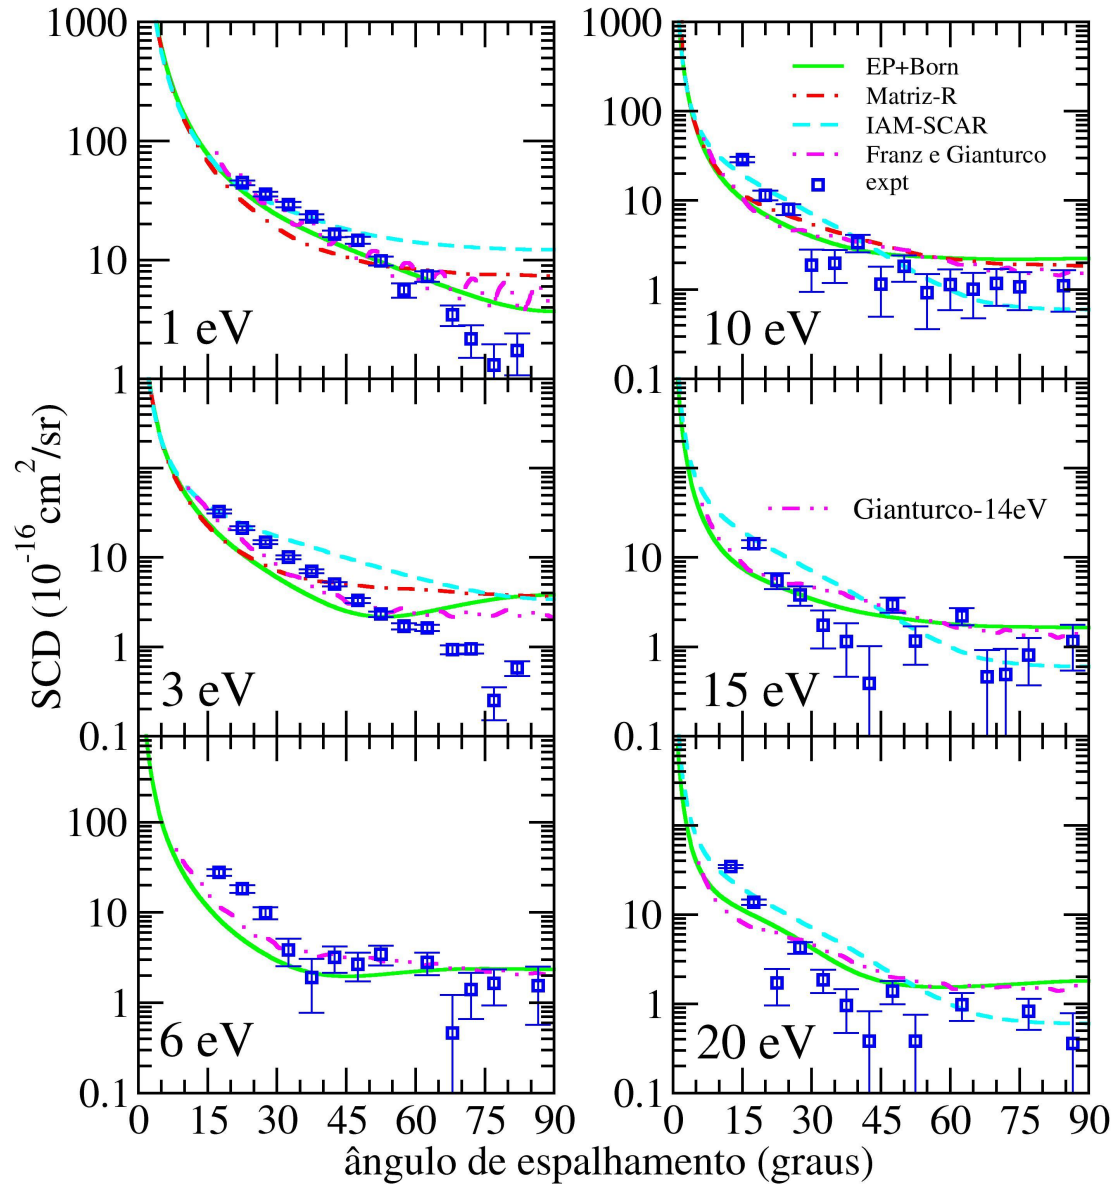 1000
100
10
1
1 eV
1000
100
10
1
0.1
10 eV
EP+Born
Matriz-R
IAM-SCAR
Franz e Gianturco
expt
SCD (10⁻¹⁶ cm²/sr)
10
1
0.1
3 eV
10
1
0.1
15 eV
Gianturco-14eV
100
10
1
0.1
6 eV
0 15 30 45 60 75 90
10
1
0.1
20 eV
0 15 30 45 60 75 90
ângulo de espalhamento (graus)